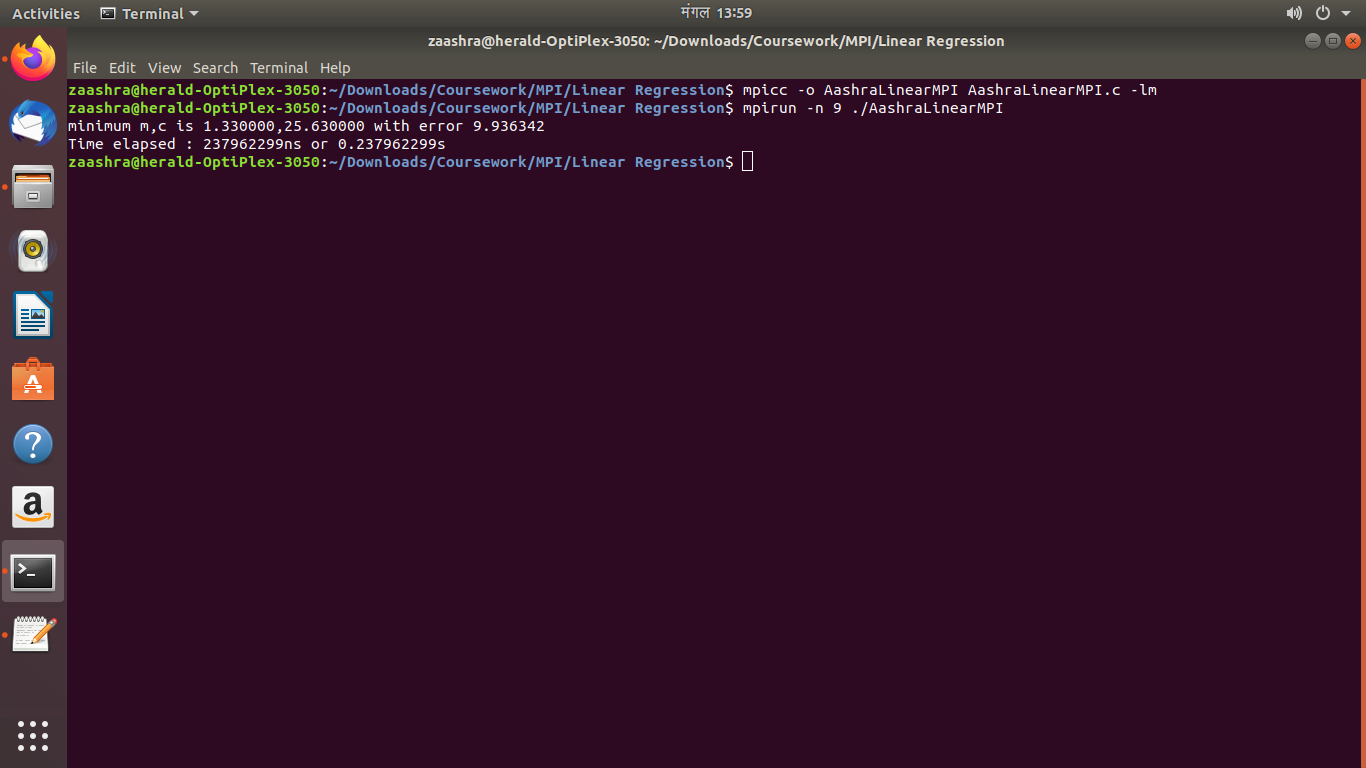 Activities Terminal मंगल 13:59
zaashra@herald-OptiPlex-3050: ~/Downloads/Coursework/MPI/Linear Regression
File Edit View Search Terminal Help
zaashra@herald-OptiPlex-3050:~/Downloads/Coursework/MPI/Linear Regression$ mpicc -o AashraLinearMPI AashraLinearMPI.c -lm
zaashra@herald-OptiPlex-3050:~/Downloads/Coursework/MPI/Linear Regression$ mpirun -n 9 ./AashraLinearMPI
minimum m,c is 1.330000,25.630000 with error 9.936342
Time elapsed : 237962299ns or 0.237962299s
zaashra@herald-OptiPlex-3050:~/Downloads/Coursework/MPI/Linear Regression$